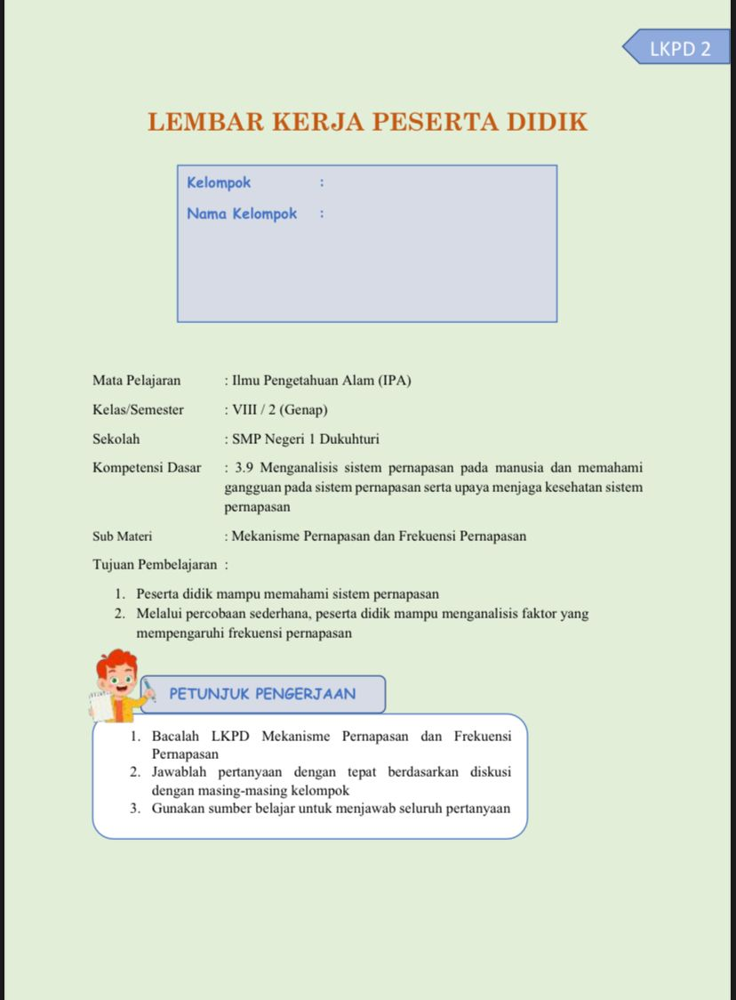 LKPD 2
LEMBAR KERJA PESERTA DIDIK
Kelompok :
Nama Kelompok :
Mata Pelajaran : Ilmu Pengetahuan Alam (IPA)
Kelas/Semester : VIII / 2 (Genap)
Sekolah : SMP Negeri 1 Dukuhturi
Kompetensi Dasar : 3.9 Menganalisis sistem pernapasan pada manusia dan memahami
gangguan pada sistem pernapasan serta upaya menjaga kesehatan sistem
pernapasan
Sub Materi : Mekanisme Pernapasan dan Frekuensi Pernapasan
Tujuan Pembelajaran :
1. Peserta didik mampu memahami sistem pernapasan
2. Melalui percobaan sederhana, peserta didik mampu menganalisis faktor yang
mempengaruhi frekuensi pernapasan
PETUNJUK PENGERJAAN
1. Bacalah LKPD Mekanisme Pernapasan dan Frekuensi
Pernapasan
2. Jawablah pertanyaan dengan tepat berdasarkan diskusi
dengan masing-masing kelompok
3. Gunakan sumber belajar untuk menjawab seluruh pertanyaan